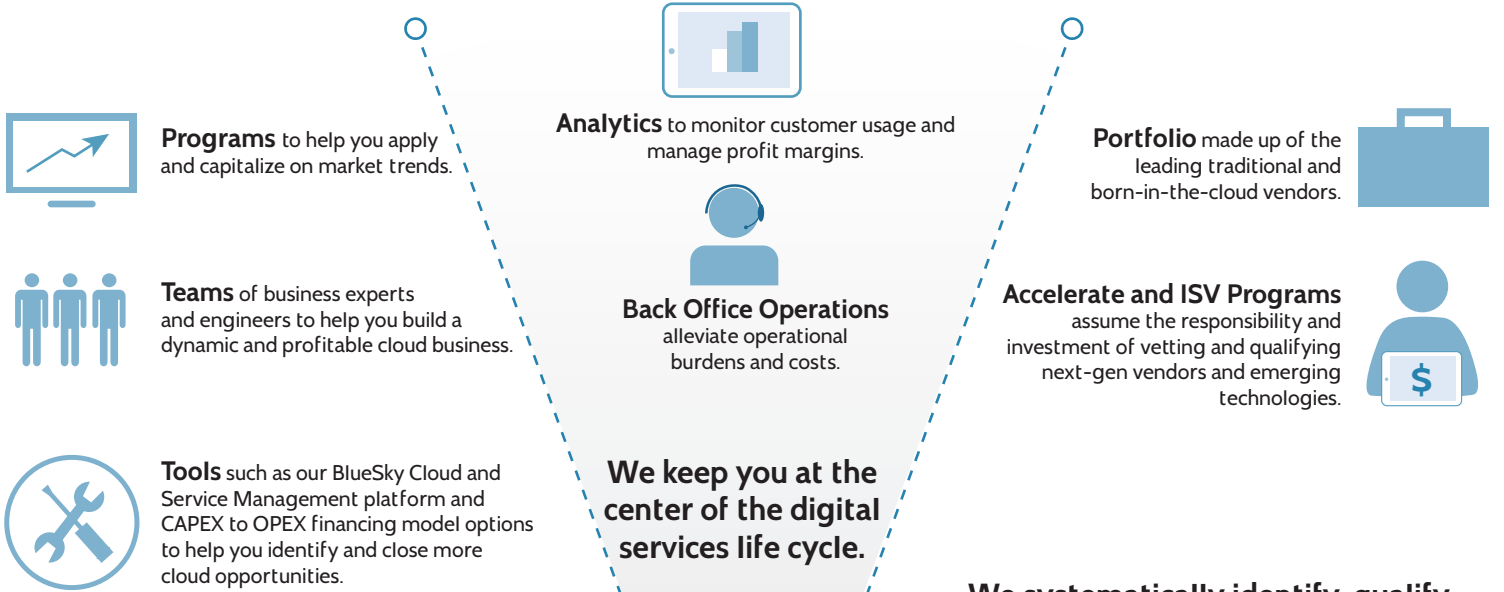 Programs to help you apply
and capitalize on market trends.
Teams of business experts
and engineers to help you build a
dynamic and profitable cloud business.
Tools such as our BlueSky Cloud and
Service Management platform and
CAPEX to OPEX financing model options
to help you identify and close more
cloud opportunities.
Analytics to monitor customer usage and
manage profit margins.
Back Office Operations
alleviate operational
burdens and costs.
We keep you at the
center of the digital
services life cycle.
Portfolio made up of the
leading traditional and
born-in-the-cloud vendors.
Accelerate and ISV Programs
assume the responsibility and
investment of vetting and qualifying
next-gen vendors and emerging
technologies.
$
We systematically identify, qualify